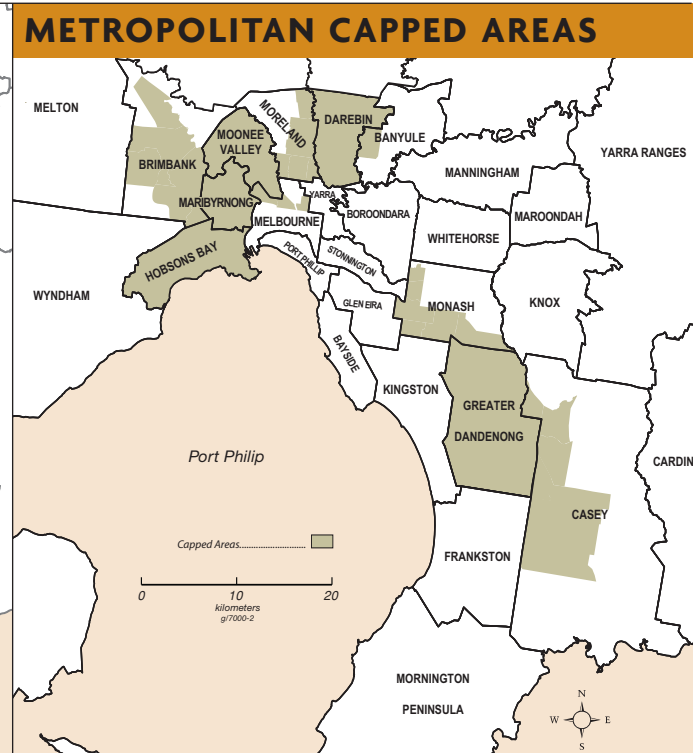 METROPOLITAN CAPPED AREAS
MELTON
MORELAND
DAREBIN
MOONEE
VALLEY
BANYULE
YARRA RANGES
BRIMBANK
MANNINGHAM
MARIBYRNONG
YARRA
MELBOURNE
BOROONDARA
MAROONDAH
WHITEHORSE
HOBSONS BAY
PORT PHILLIP
STONNINGTON
WYNDHAM
GLEN EIRA
MONASH
KNOX
BAYSIDE
KINGSTON
GREATER
DANDENONG
Port Philip
CARDIN
CASEY
Capped Areas
FRANKSTON
0 10 20
kilometers
g/7000-2
MORNINGTON
PENINSULA
N
W E
S